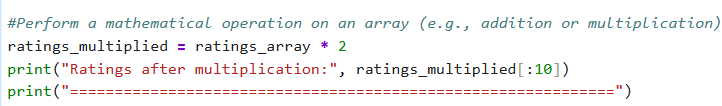 #Perform a mathematical operation on an array (e.g., addition or multiplication)
ratings_multiplied = ratings_array * 2
print("Ratings after multiplication:", ratings_multiplied[:10])
print("============================================================")